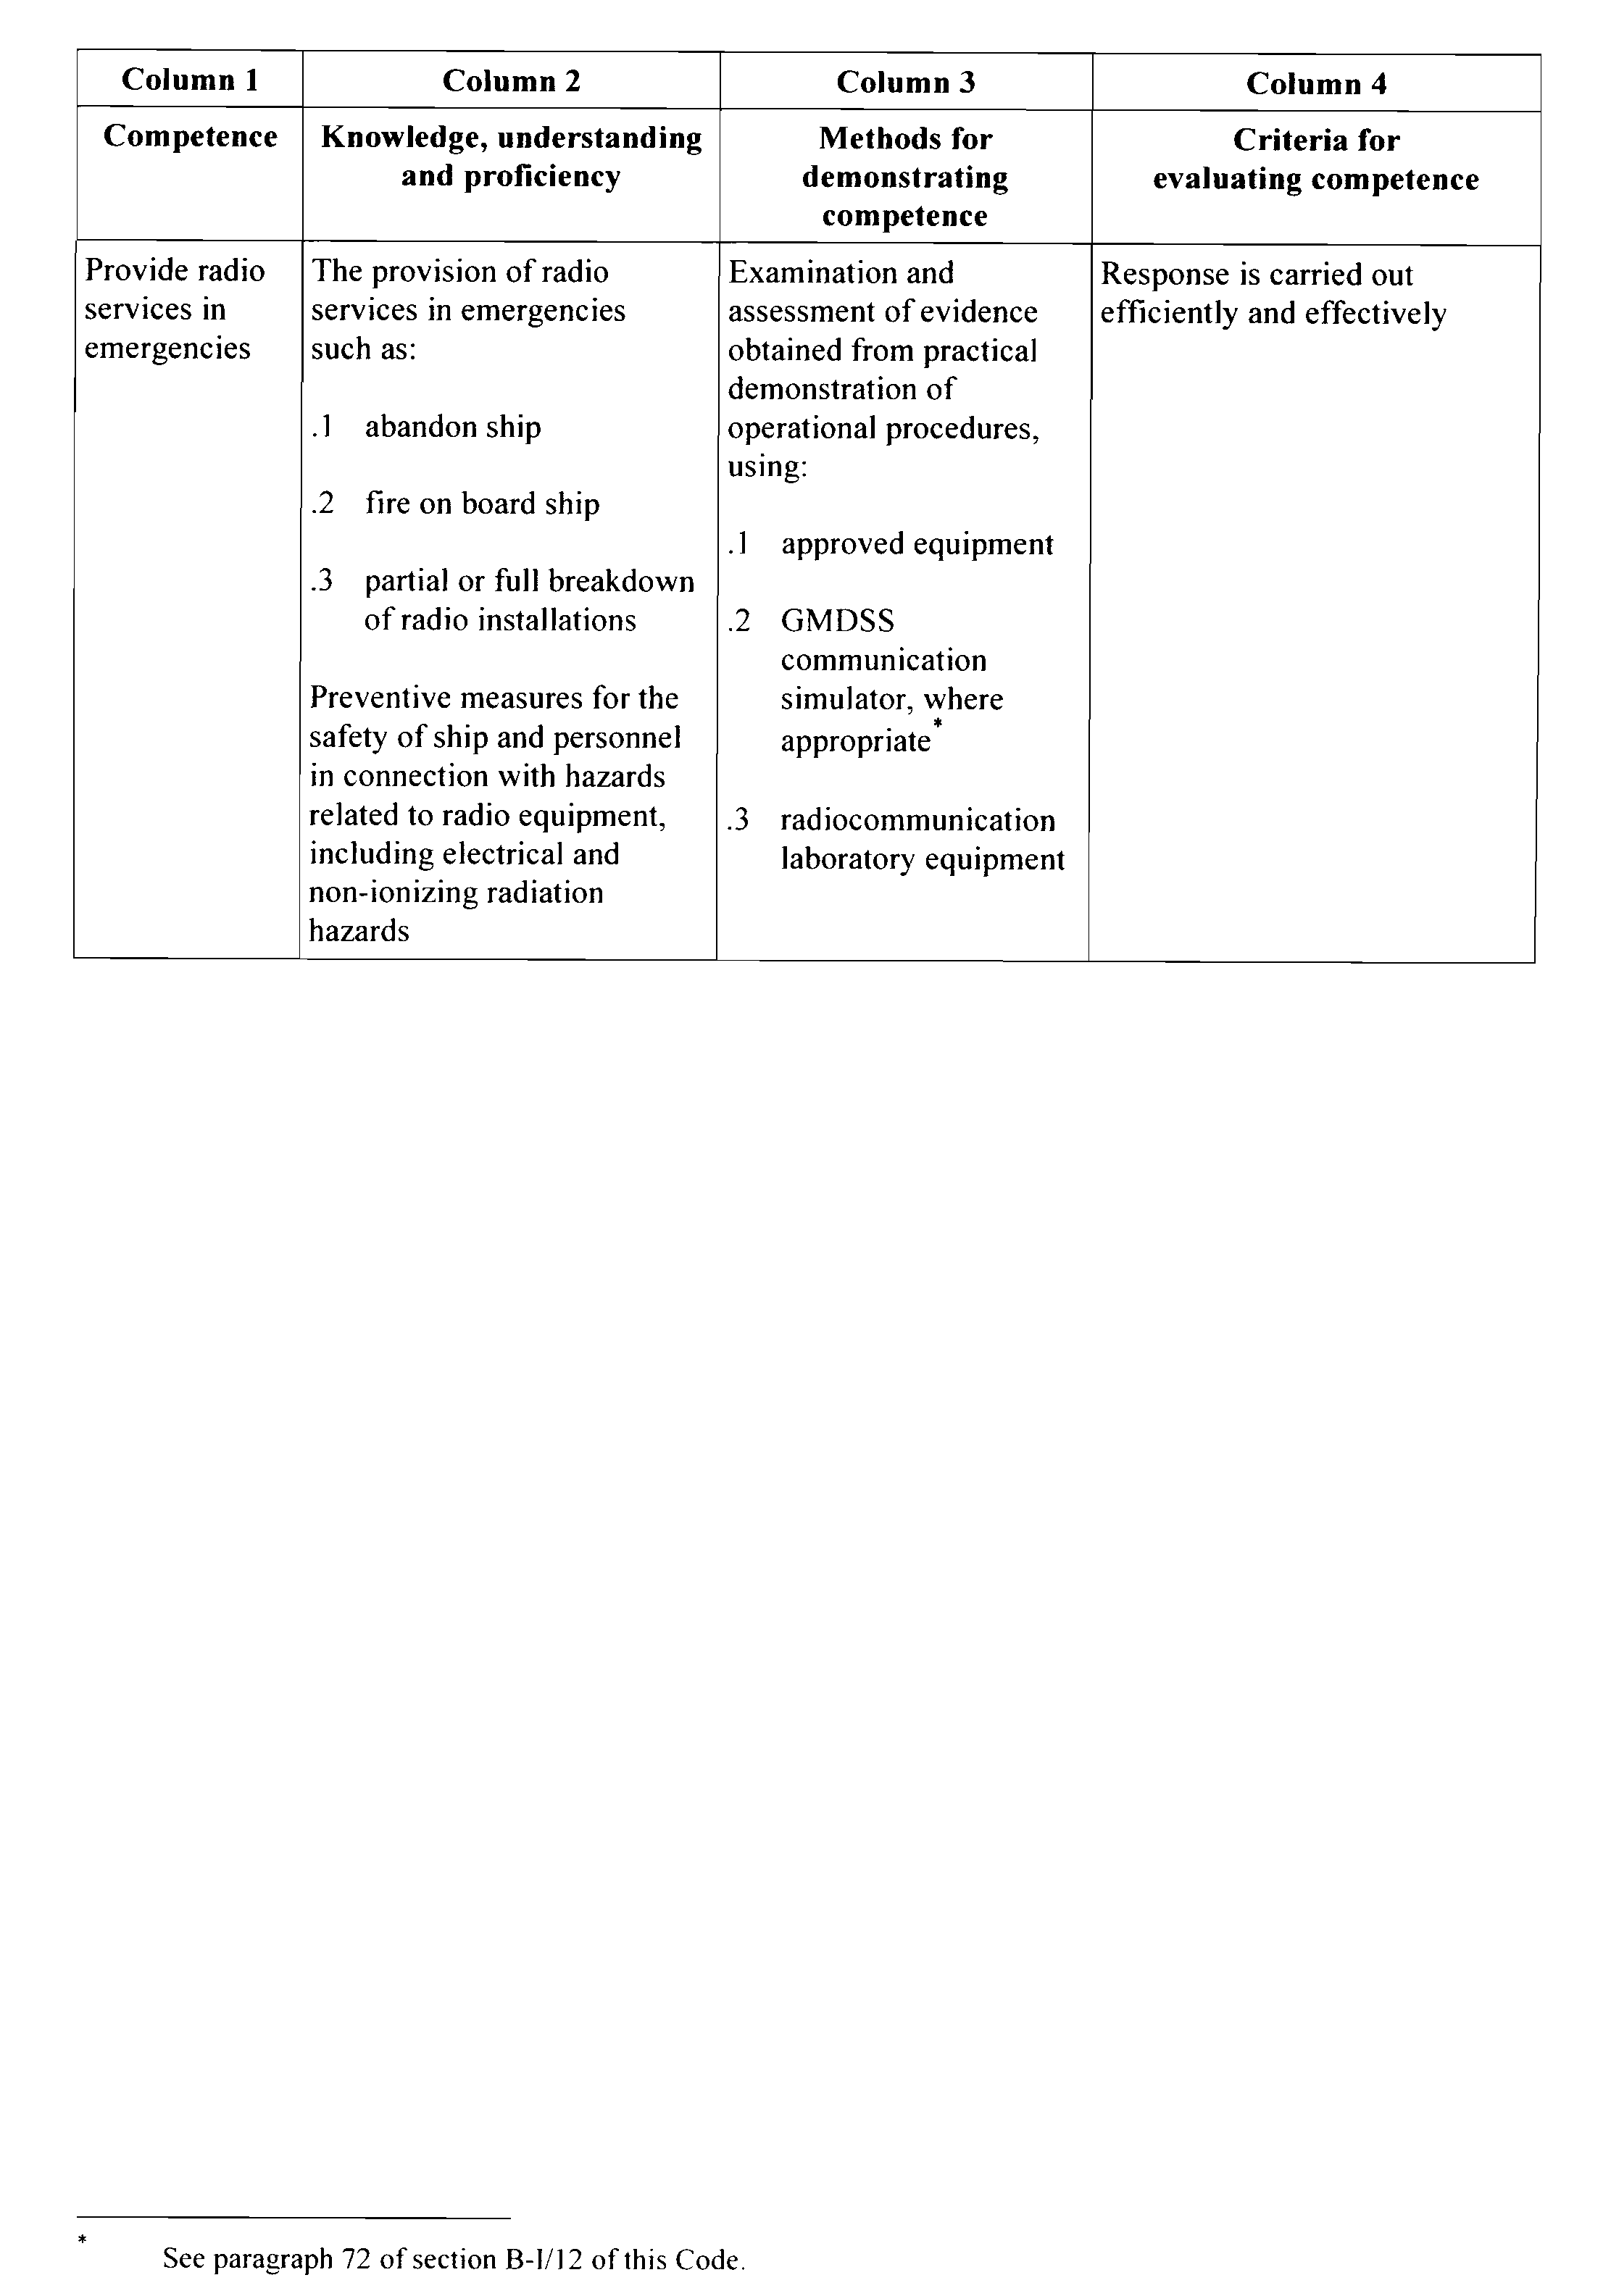 Column 1
Column 2
Column 3
Column 4
Competence
Knowledge, understanding
and proficiency
Methods for
demonstrating
competence
Criteria for
evaluating competence
Provide radio
services in
emergencies
The provision of radio
services in emergencies
such as:
.1 abandon ship
.2 fire on board ship
.3 partial or full breakdown
of radio installations
Preventive measures for the
safety of ship and personnel
in connection with hazards
related to radio equipment,
including electrical and
non-ionizing radiation
hazards
Examination and
assessment of evidence
obtained from practical
demonstration of
operational procedures,
using:
.1 approved equipment
.2 GMDSS
communication
simulator, where
appropriate*
.3 radiocommunication
laboratory equipment
Response is carried out
efficiently and effectively
* See paragraph 72 of section B-I/12 of this Code.